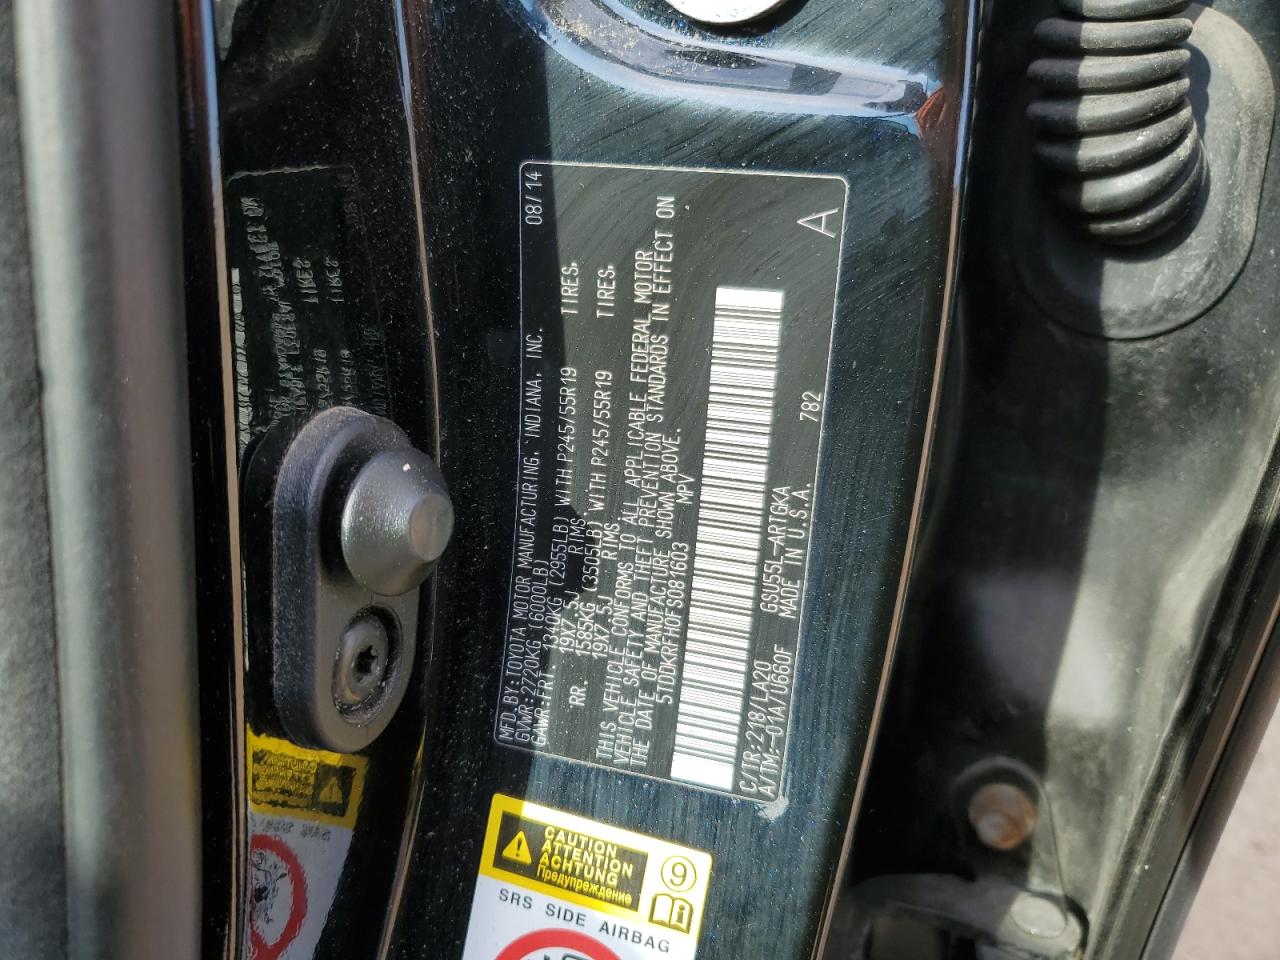 MFD BY:TOYOTA MOTOR MANUFACTURING, INDIANA, INC. 08/14
GVWR:2720KG (6000LB)
GAWR:FRT. 1340KG (2955LB) WITH P245/55R19 TIRES,
19X7.5J RIMS
RR. 1585KG (3505LB) WITH P245/55R19 TIRES,
19X7.5J RIMS
THIS VEHICLE CONFORMS TO ALL APPLICABLE FEDERAL MOTOR
VEHICLE SAFETY AND THEFT PREVENTION STANDARDS IN EFFECT ON
THE DATE OF MANUFACTURE SHOWN ABOVE.
5TDDKRFH0FS081603 MPV
C/TR:218/LA20 GSU55L-ARTGKA 782 A
A/TM:-01A/U660F MADE IN U.S.A.
CAUTION
ATTENTION
ACHTUNG
Предупреждение
9
SRS SIDE AIRBAG